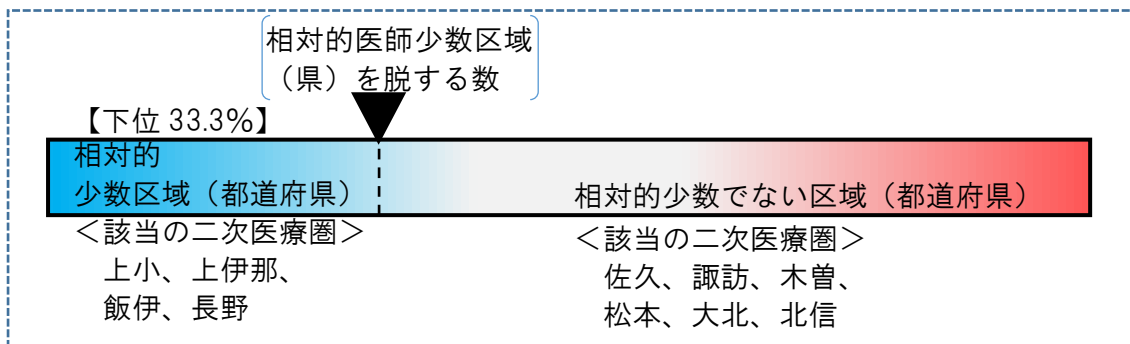 相対的医師少数区域
（県）を脱する数
【下位 33.3%】
相対的
少数区域（都道府県）
相対的少数でない区域（都道府県）
＜該当の二次医療圏＞
上小、上伊那、
飯伊、長野
＜該当の二次医療圏＞
佐久、諏訪、木曽、
松本、大北、北信